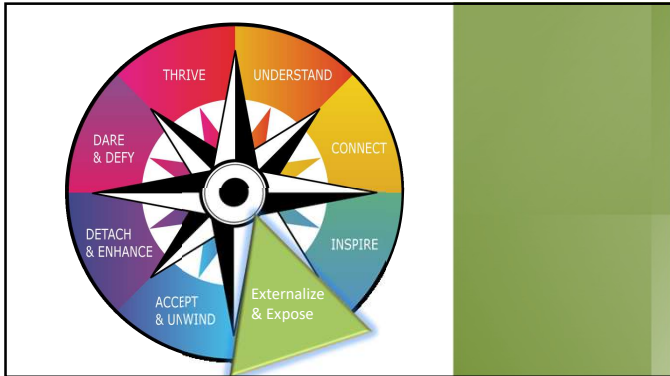 THRIVE
UNDERSTAND
CONNECT
INSPIRE
Externalize
& Expose
ACCEPT
& UNWIND
DETACH
& ENHANCE
DARE
& DEFY